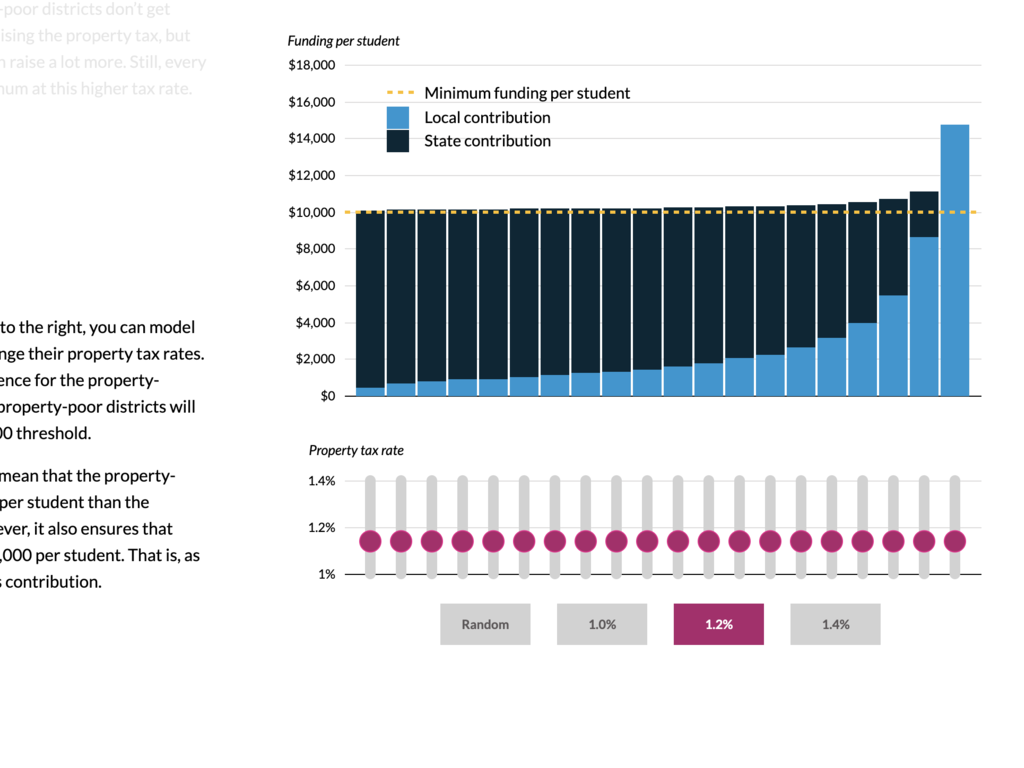 -poor districts don't get
ising the property tax, but
n raise a lot more. Still, every
num at this higher tax rate.
to the right, you can model
nge their property tax rates.
ence for the property-
property-poor districts will
00 threshold.
mean that the property-
per student than the
ever, it also ensures that
,000 per student. That is, as
s contribution.
Funding per student
$18,000
$16,000
$14,000
$12,000
$10,000
$8,000
$6,000
$4,000
$2,000
$0
Minimum funding per student
Local contribution
State contribution
Property tax rate
1.4%
1.2%
1%
Random
1.0%
1.2%
1.4%